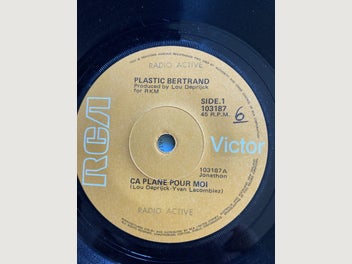 RADIO ACTIVE
PLASTIC BERTRAND
Produced by Lou Deprijck
for RKM
SIDE.1
103187
45 R.P.M.
6
RCA
Victor
103187A
Jonathon
CA PLANE POUR MOI
(Lou Deprijck-Yvan Lacomblez)
RADIO ACTIVE